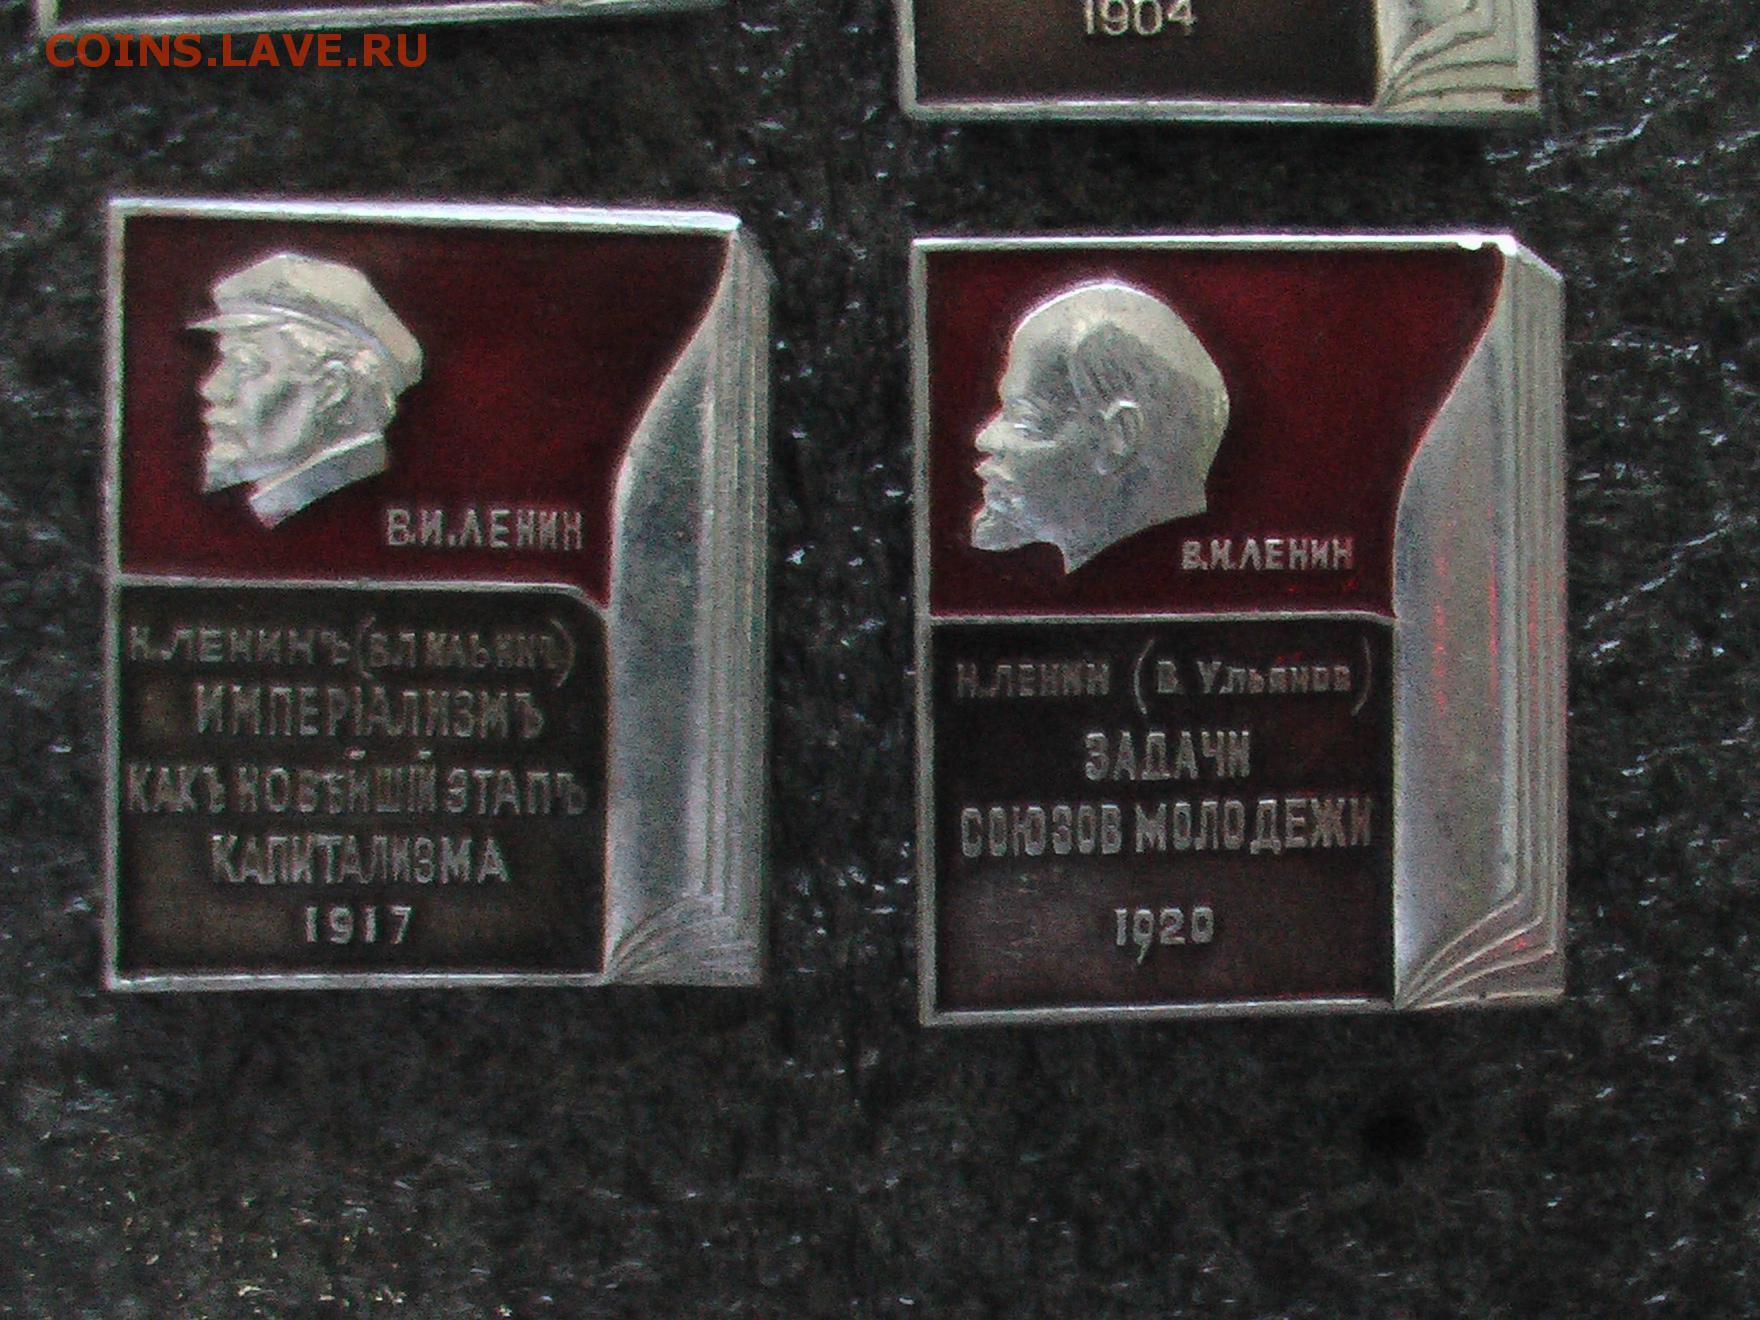 COINS.LAVE.RU
1904
В.И.ЛЕНИН
Н.ЛЕНИНЪ (ВЛ.ИЛЬИНЪ)
ИМПЕРІАЛИЗМЪ
КАКЪ НОВѢЙШІЙ ЭТАПЪ
КАПИТАЛИЗМА
1917
В.И.ЛЕНИН
Н.ЛЕНИН (В. УЛЬЯНОВ)
ЗАДАЧИ
СОЮЗОВ МОЛОДЕЖИ
1920